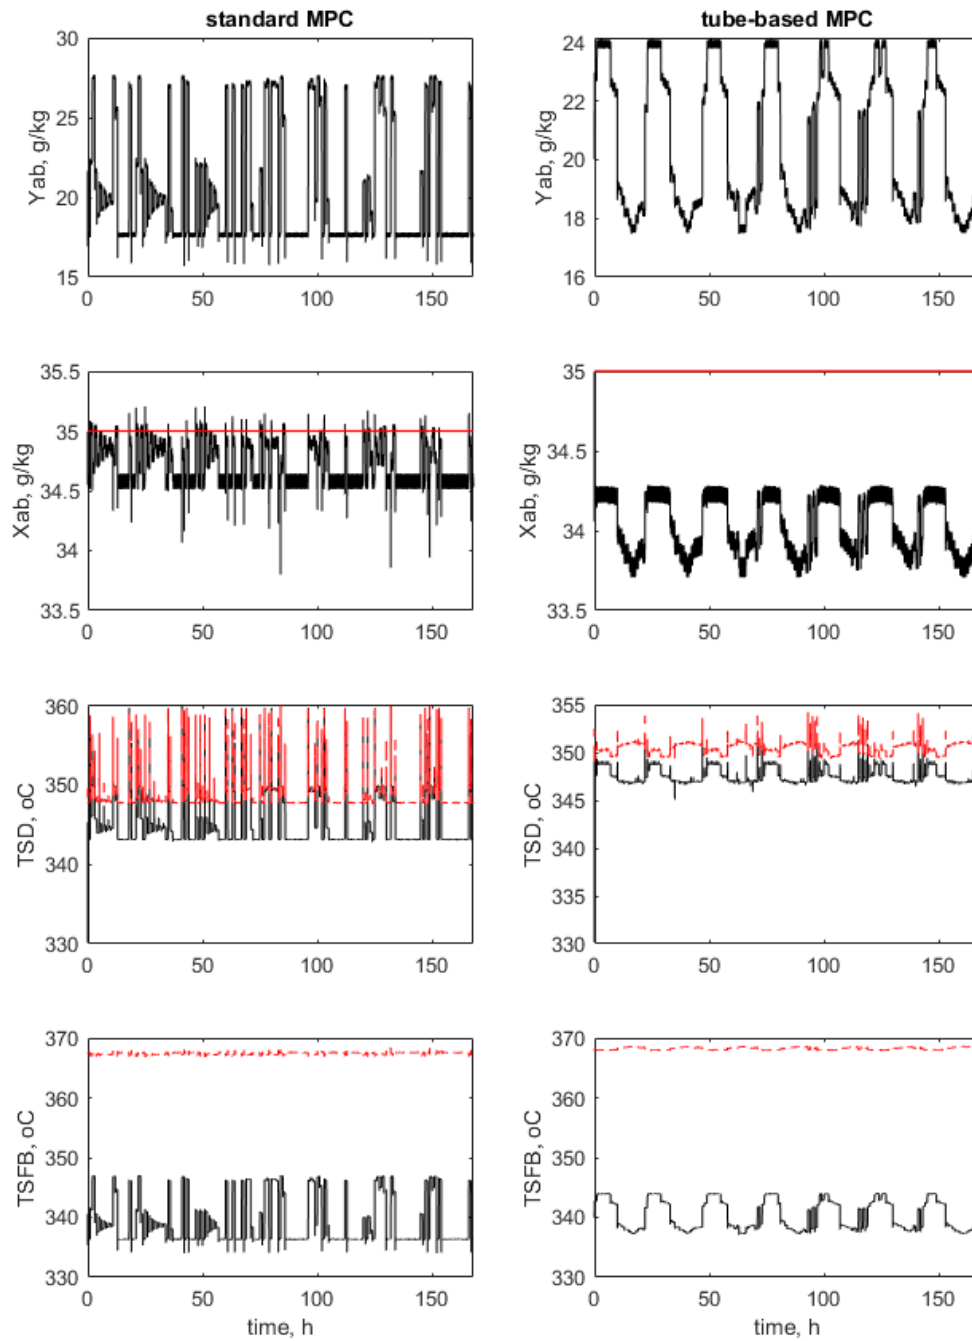 standard MPC
tube-based MPC
30
25
20
15
Yab, g/kg
0 50 100 150
24
22
20
18
16
Yab, g/kg
0 50 100 150
35.5
35
34.5
34
33.5
Xab, g/kg
0 50 100 150
35
34.5
34
33.5
Xab, g/kg
0 50 100 150
360
350
340
330
TSD, oC
0 50 100 150
355
350
345
340
335
330
TSD, oC
0 50 100 150
370
360
350
340
330
TSFB, oC
0 50 100 150
time, h
370
360
350
340
330
TSFB, oC
0 50 100 150
time, h